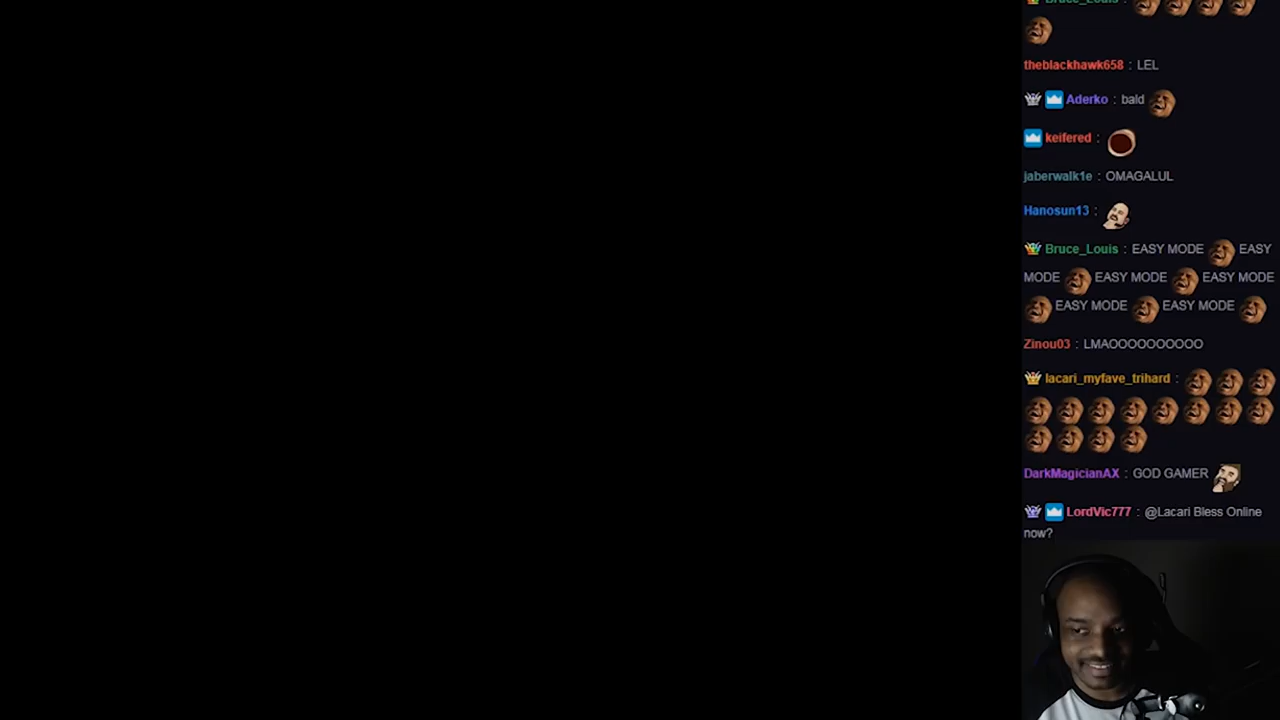 Bruce_Louis :
theblackhawk658 : LEL
Aderko : bald
keifered :
jaberwalk1e : OMAGALUL
Hanosun13 :
Bruce_Louis : EASY MODE EASY
MODE EASY MODE EASY MODE
EASY MODE EASY MODE
Zinou03 : LMAOOOOOOOOOO
lacari_myfave_trihard :
DarkMagicianAX : GOD GAMER
LordVic777 : @Lacari Bless Online
now?